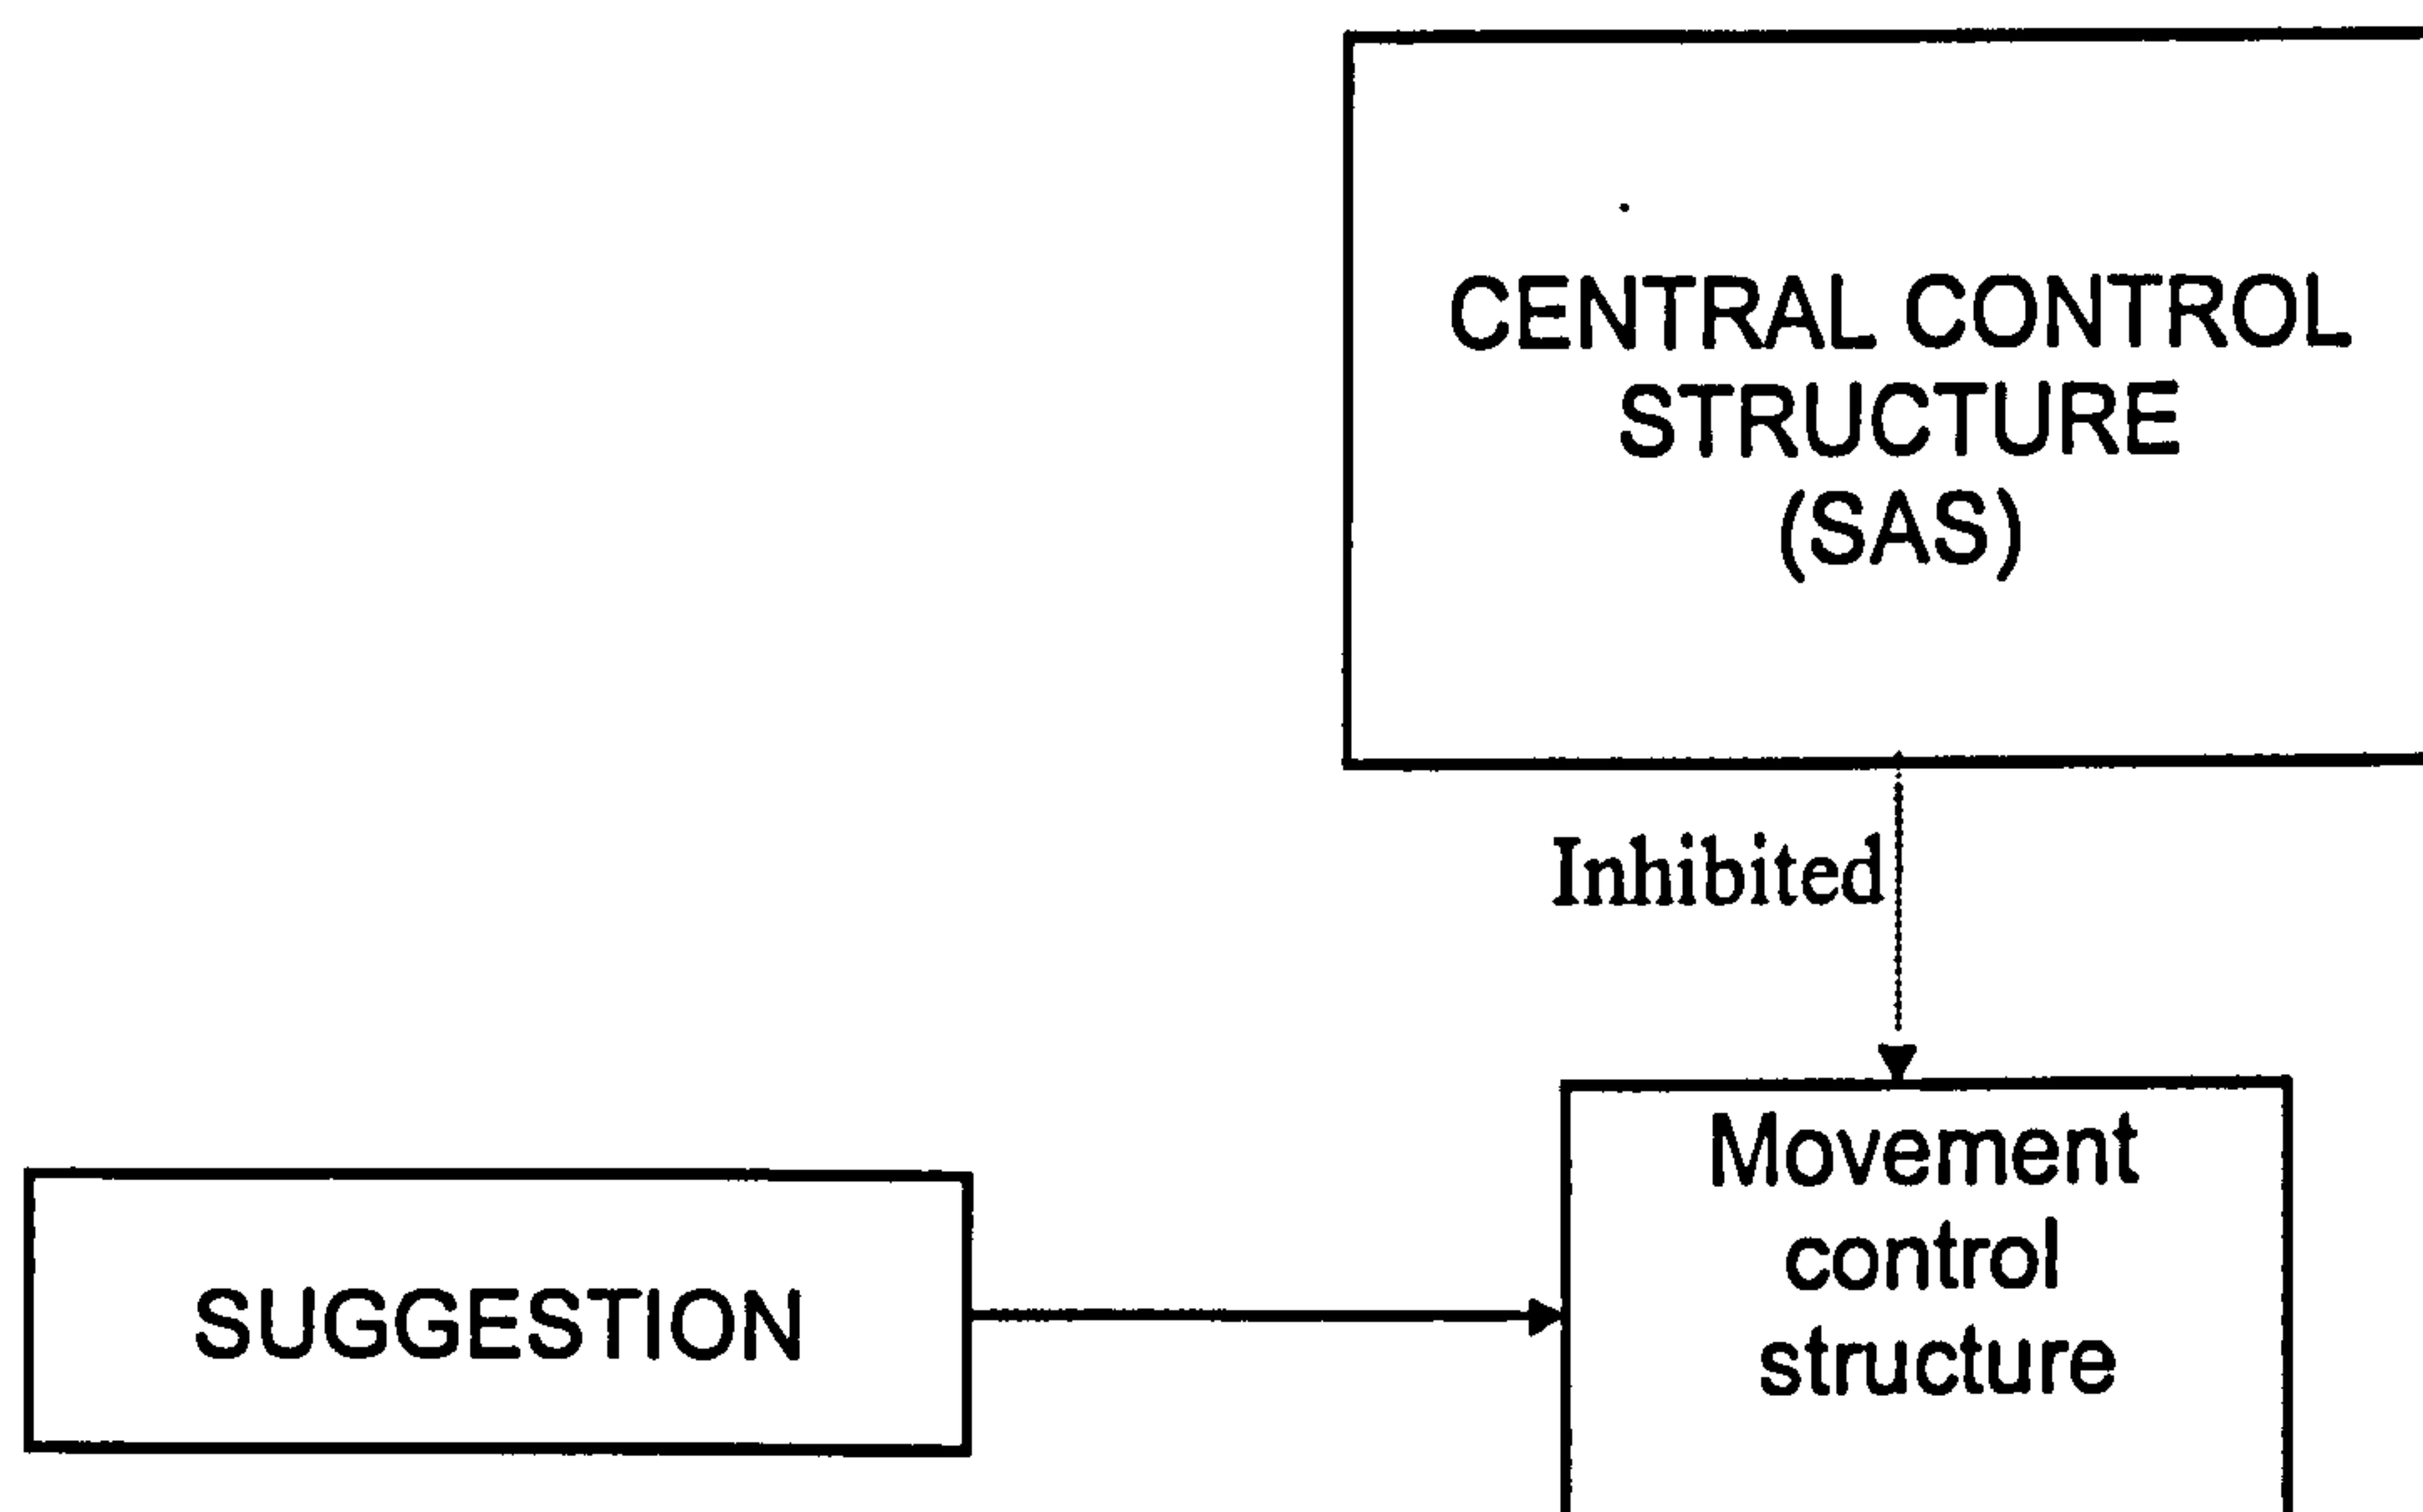 CENTRAL CONTROL
STRUCTURE
(SAS)
Inhibited
Movement
control
structure
SUGGESTION